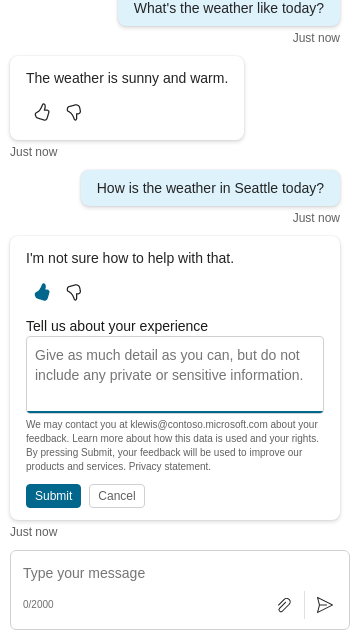 What's the weather like today?
Just now
The weather is sunny and warm.
Just now
How is the weather in Seattle today?
Just now
I'm not sure how to help with that.
Tell us about your experience
Give as much detail as you can, but do not
include any private or sensitive information.
We may contact you at klewis@contoso.microsoft.com about your
feedback. Learn more about how this data is used and your rights.
By pressing Submit, your feedback will be used to improve our
products and services. Privacy statement.
Submit Cancel
Just now
Type your message
0/2000